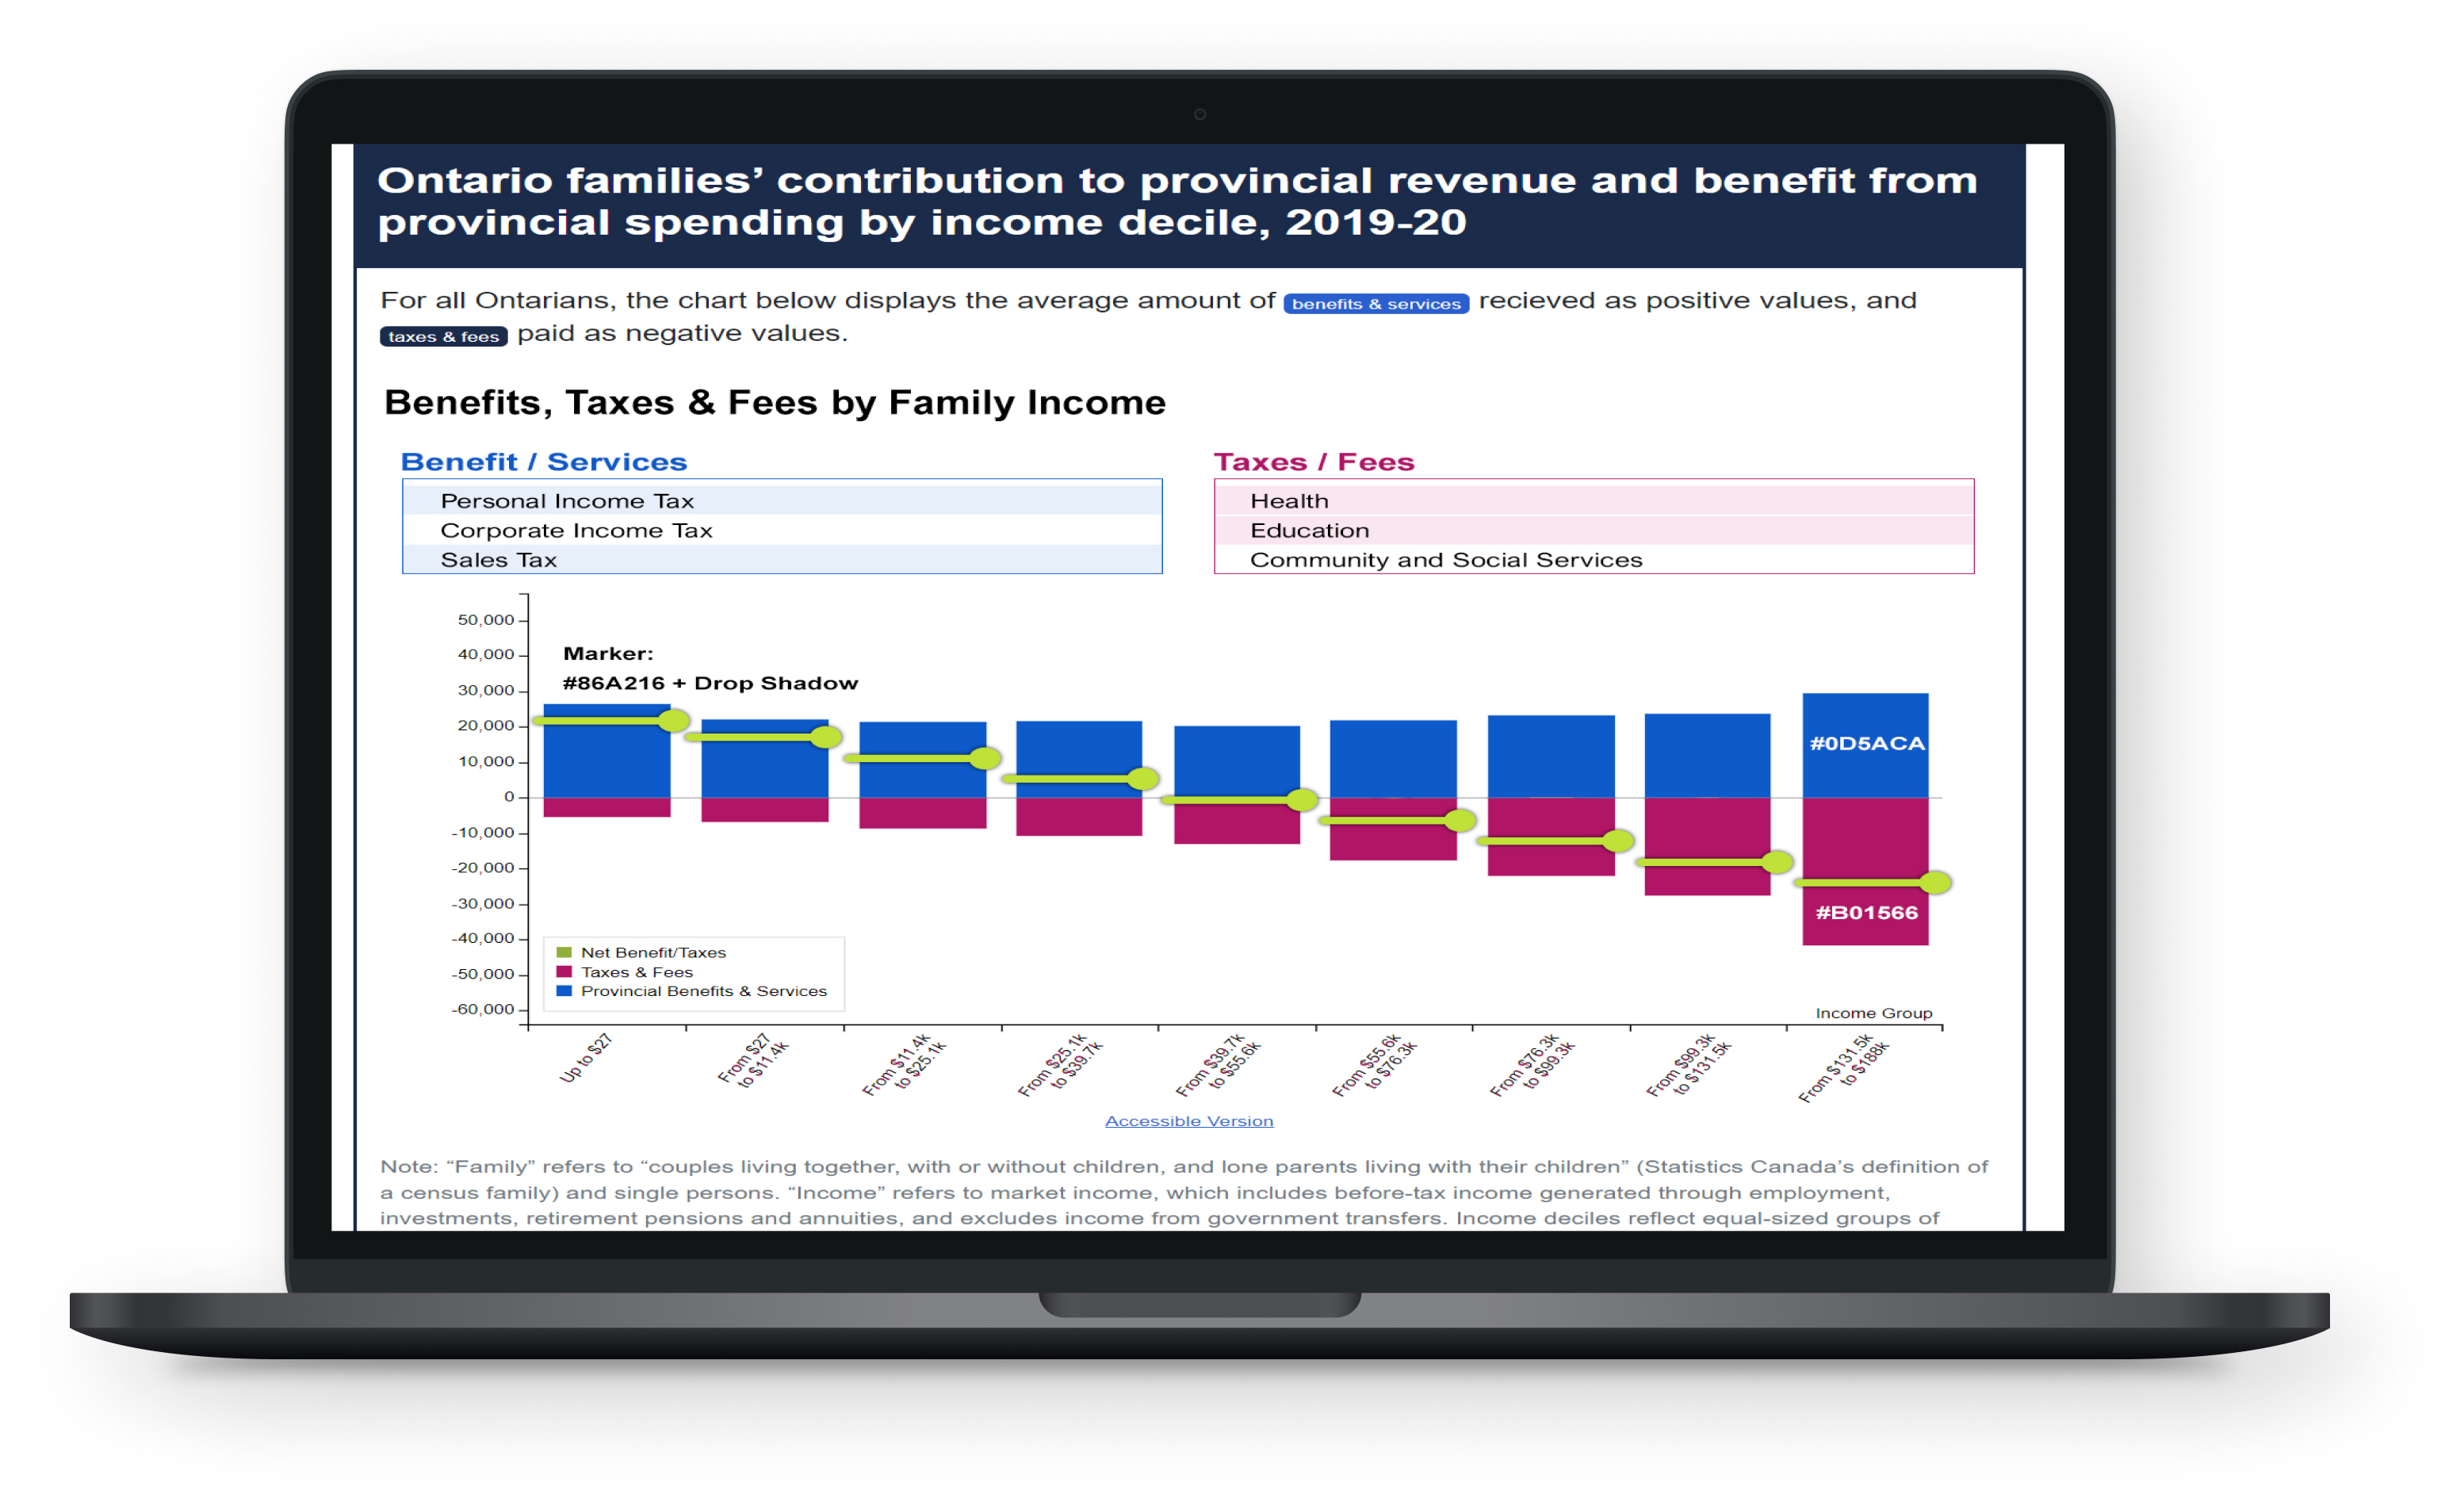 Ontario families’ contribution to provincial revenue and benefit from
provincial spending by income decile, 2019-20
For all Ontarians, the chart below displays the average amount of benefits & services recieved as positive values, and
taxes & fees paid as negative values.
Benefits, Taxes & Fees by Family Income
Benefit / Services
Personal Income Tax
Corporate Income Tax
Sales Tax
Taxes / Fees
Health
Education
Community and Social Services
50,000
40,000
30,000
20,000
10,000
0
-10,000
-20,000
-30,000
-40,000
-50,000
-60,000
Marker:
#86A216 + Drop Shadow
#0D5ACA
#B01566
Net Benefit/Taxes
Taxes & Fees
Provincial Benefits & Services
Income Group
Up to $27
From $27
to $11.4k
From $11.4k
to $25.1k
From $25.1k
to $39.7k
From $39.7k
to $55.6k
From $55.6k
to $76.3k
From $76.3k
to $99.3k
From $99.3k
to $131.5k
From $131.5k
to $188k
Accessible Version
Note: “Family” refers to “couples living together, with or without children, and lone parents living with their children” (Statistics Canada’s definition of
a census family) and single persons. “Income” refers to market income, which includes before-tax income generated through employment,
investments, retirement pensions and annuities, and excludes income from government transfers. Income deciles reflect equal-sized groups of